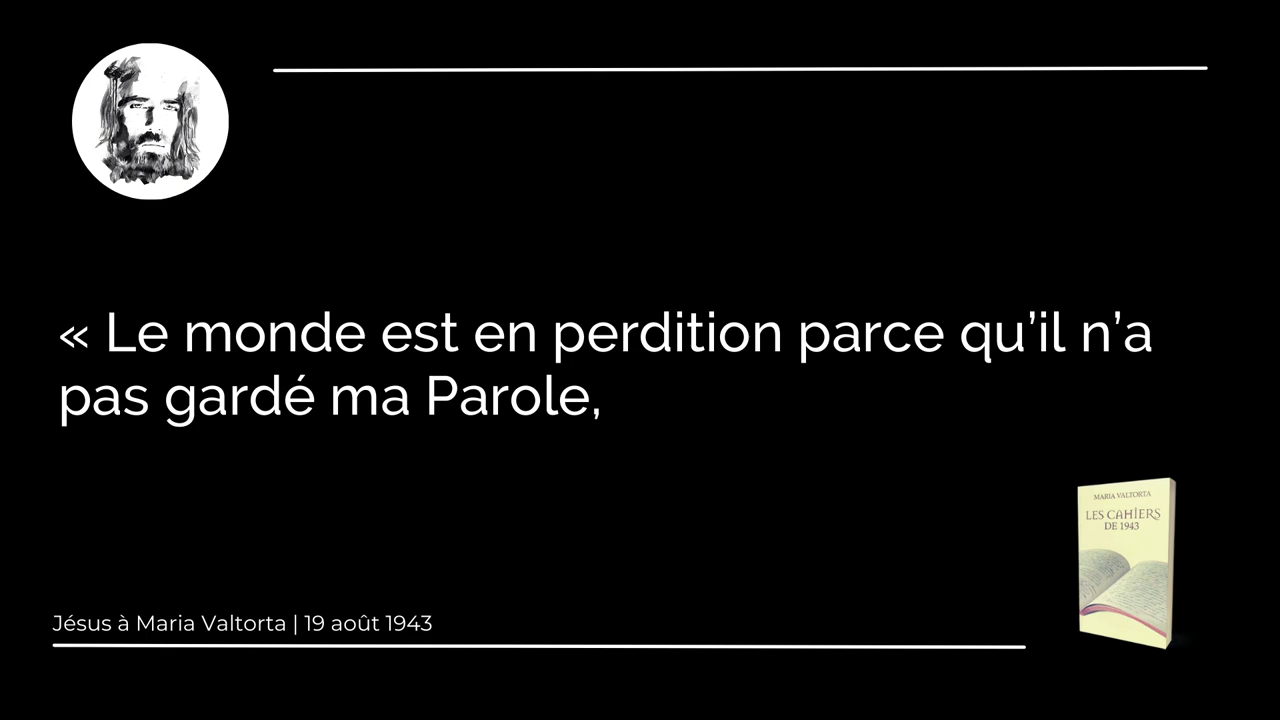 « Le monde est en perdition parce qu’il n’a
pas gardé ma Parole,
MARIA VALTORTA
LES CAHIERS
DE 1943
Jésus à Maria Valtorta | 19 août 1943